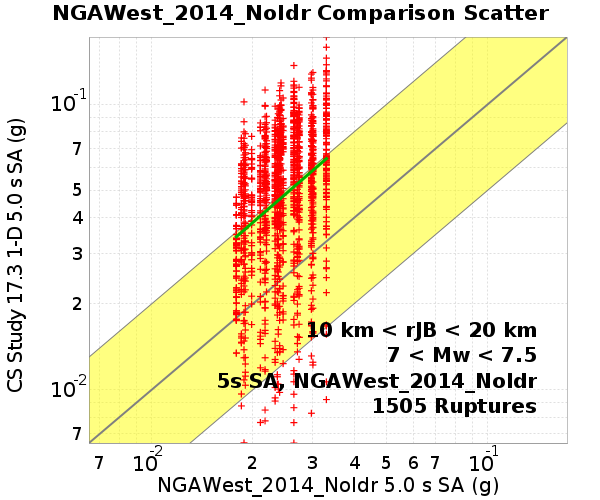 NGAWest_2014_NoIdr Comparison Scatter
CS Study 17.3 1-D 5.0 s SA (g)
10⁻¹
7
5
4
3
2
10⁻²
7
10 km < rJB < 20 km
7 < Mw < 7.5
5s SA, NGAWest_2014_NoIdr
1505 Ruptures
7 10⁻² 2 3 4 5 6 7 10⁻¹
NGAWest_2014_NoIdr 5.0 s SA (g)